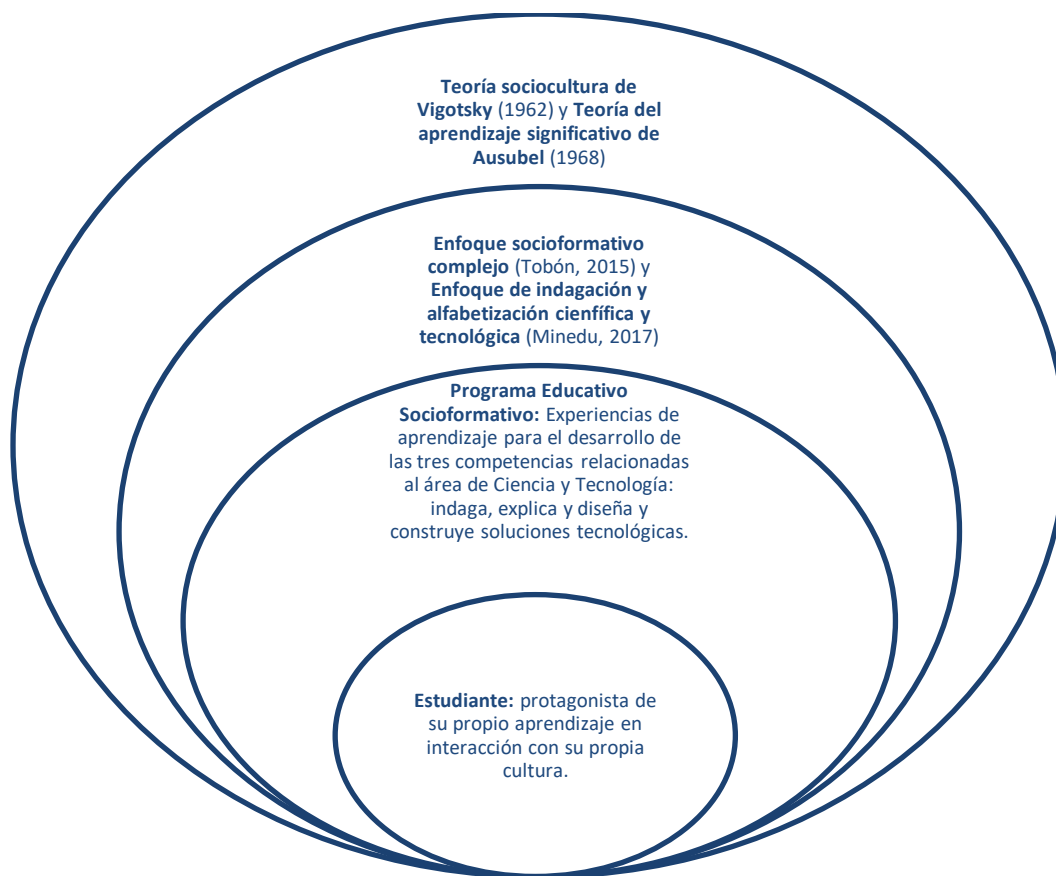 Teoría sociocultura de
Vigotsky (1962) y Teoría del
aprendizaje significativo de
Ausubel (1968)
Enfoque socioformativo
complejo (Tobón, 2015) y
Enfoque de indagación y
alfabetización cienfífica y
tecnológica (Minedu, 2017)
Programa Educativo
Socioformativo: Experiencias de
aprendizaje para el desarrollo de
las tres competencias relacionadas
al área de Ciencia y Tecnología:
indaga, explica y diseña y
construye soluciones tecnológicas.
Estudiante: protagonista de
su propio aprendizaje en
interacción con su propia
cultura.